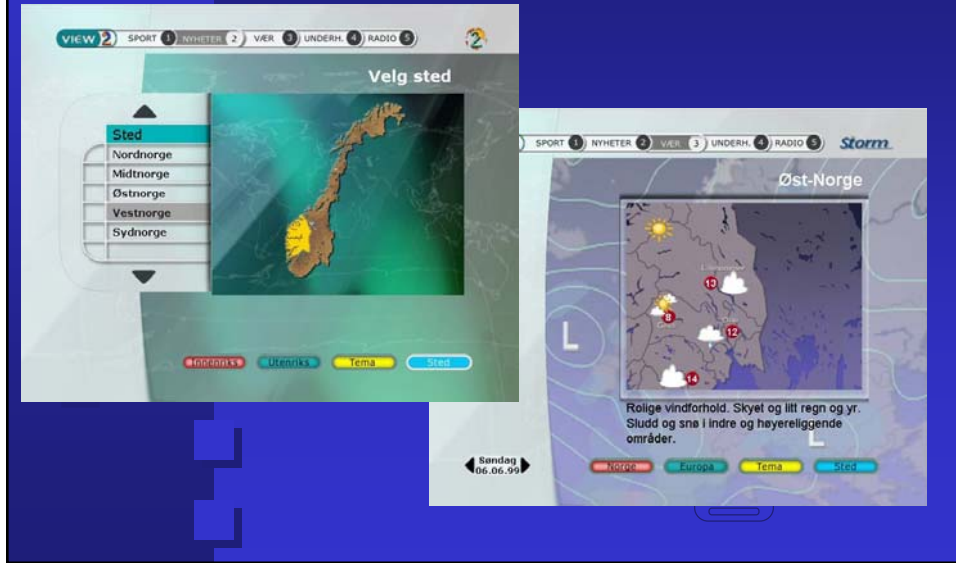 VIEW 2 SPORT 1 NYHETER 2 VÆR 3 UNDERH. 4 RADIO 5 2
Velg sted
Sted
Nordnorge
Midtnorge
Østnorge
Vestnorge
Sydnorge
Innenriks Utenriks Tema Sted
SPORT 1 NYHETER 2 VÆR 3 UNDERH. 4 RADIO 5 Storm
Øst-Norge
13
8
12
14
L
L
Rolige vindforhold. Skyet og litt regn og yr.
Sludd og snø i indre og høyereliggende
områder.
Søndag
06.06.99
Norge Europa Tema Sted